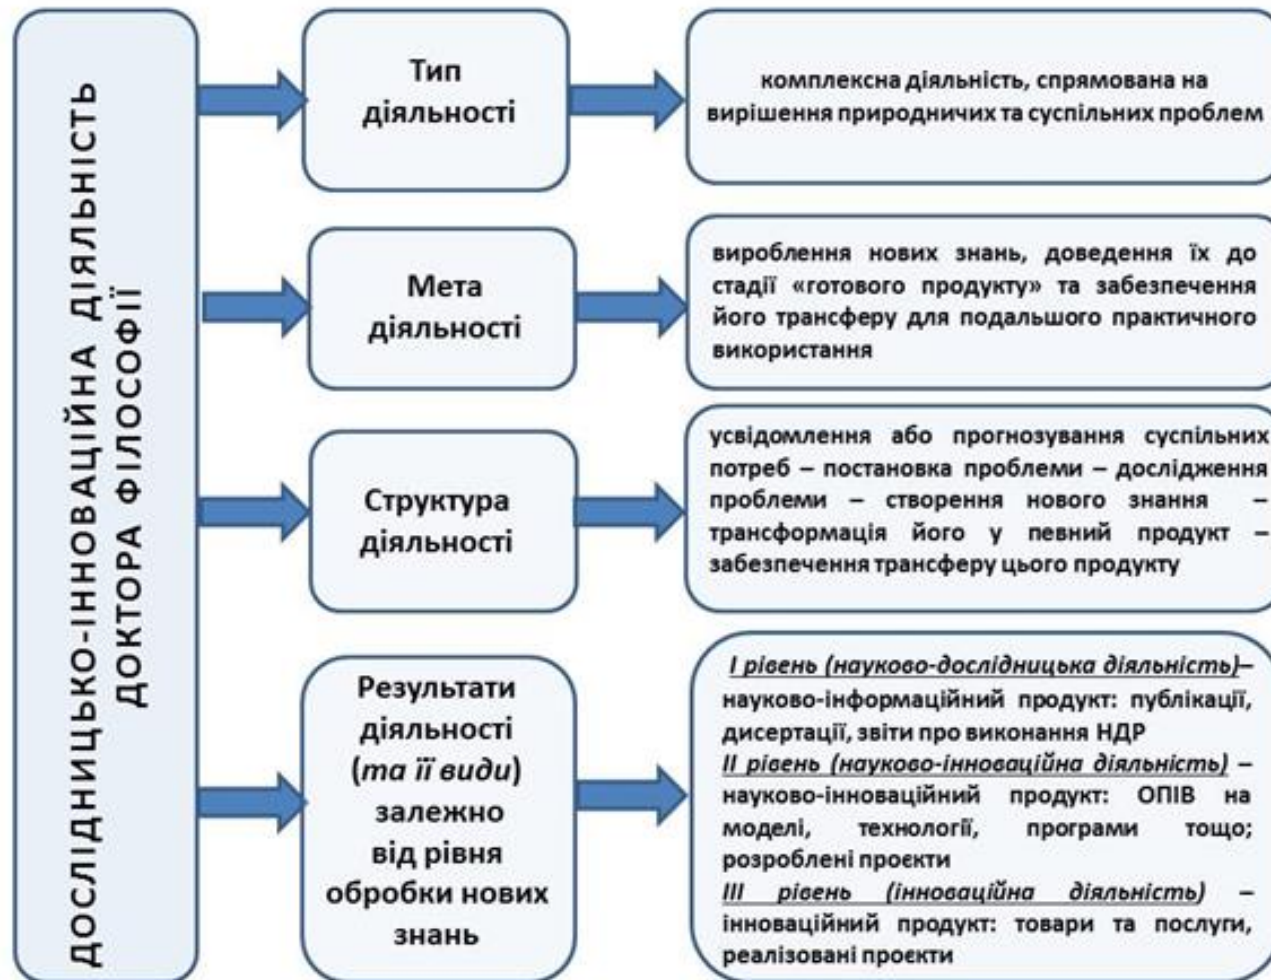 ДОСЛІДНИЦЬКО-ІННОВАЦІЙНА ДІЯЛЬНІСТЬ
ДОКТОРА ФІЛОСОФІЇ
Тип
діяльності
комплексна діяльність, спрямована на
вирішення природничих та суспільних проблем
Мета
діяльності
вироблення нових знань, доведення їх до
стадії «готового продукту» та забезпечення
його трансферу для подальшого практичного
використання
Структура
діяльності
усвідомлення або прогнозування суспільних
потреб – постановка проблеми – дослідження
проблеми – створення нового знання –
трансформація його у певний продукт –
забезпечення трансферу цього продукту
Результати
діяльності
(та її види)
залежно
від рівня
обробки нових
знань
І рівень (науково-дослідницька діяльність)–
науково-інформаційний продукт: публікації,
дисертації, звіти про виконання НДР
ІІ рівень (науково-інноваційна діяльність) –
науково-інноваційний продукт: ОПІВ на
моделі, технології, програми тощо;
розроблені проєкти
ІІІ рівень (інноваційна діяльність) –
інноваційний продукт: товари та послуги,
реалізовані проєкти